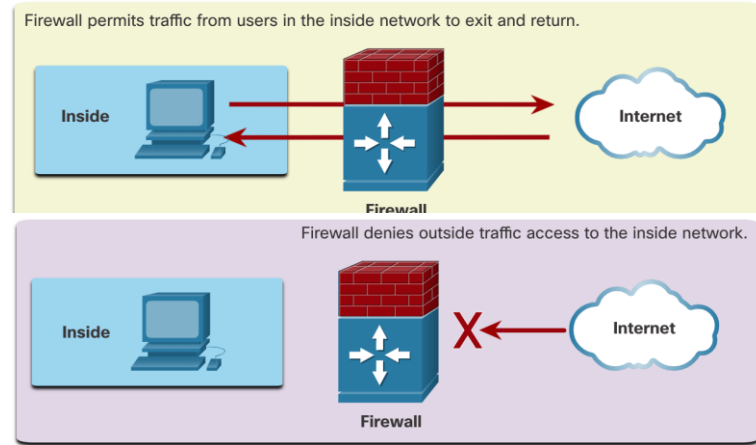 Firewall permits traffic from users in the inside network to exit and return.
Inside
Internet
Firewall
Firewall denies outside traffic access to the inside network.
Inside
Internet
Firewall